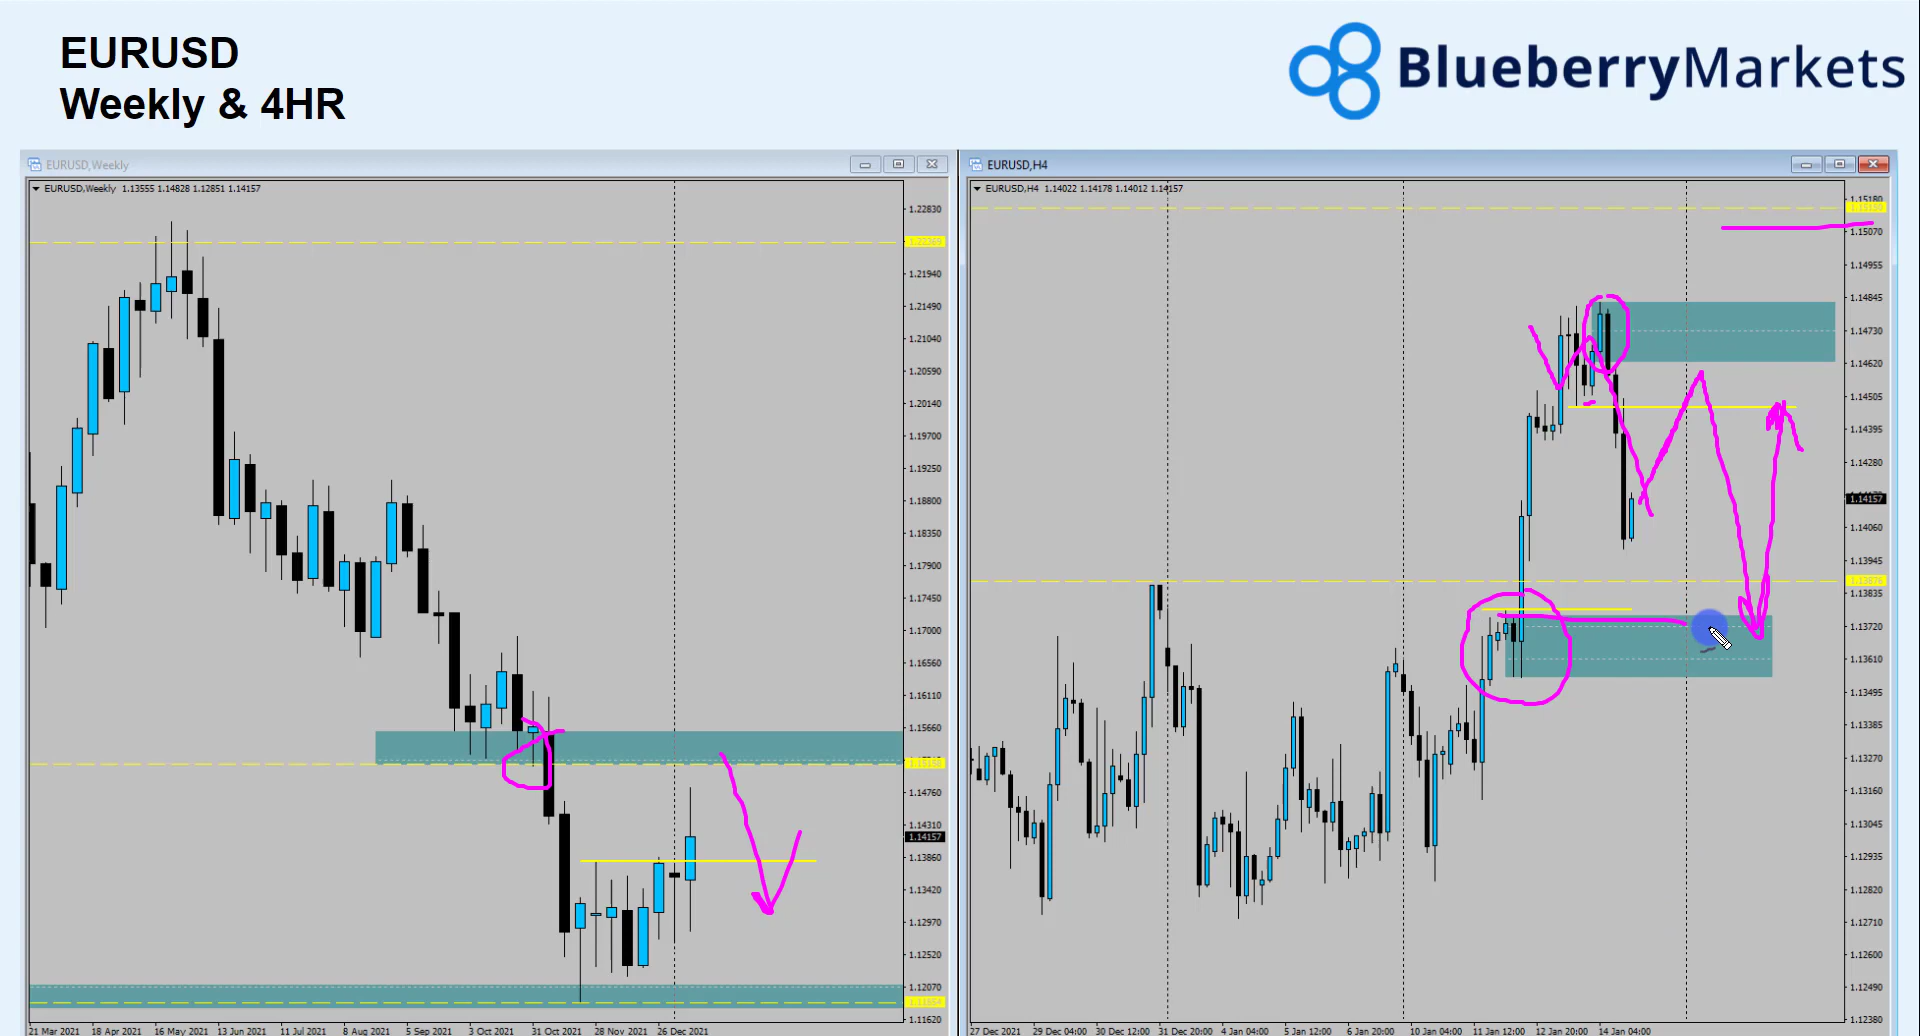 EURUSD
Weekly & 4HR
BlueberryMarkets
EURUSD,Weekly
EURUSD,Weekly 1.13555 1.14828 1.12851 1.14157
1.22830
1.21940
1.21490
1.21040
1.20590
1.20140
1.19700
1.19250
1.18800
1.18350
1.17900
1.17450
1.17000
1.16560
1.16110
1.15660
1.14760
1.14310
1.14157
1.13860
1.13420
1.12970
1.12520
1.12070
1.11620
21 Mar 2021
18 Apr 2021
16 May 2021
13 Jun 2021
11 Jul 2021
8 Aug 2021
5 Sep 2021
3 Oct 2021
31 Oct 2021
28 Nov 2021
26 Dec 2021
EURUSD,H4
EURUSD,H4 1.14022 1.14178 1.14012 1.14157
1.15180
1.15070
1.14955
1.14845
1.14730
1.14620
1.14505
1.14395
1.14280
1.14157
1.14060
1.13945
1.13835
1.13720
1.13610
1.13495
1.13385
1.13270
1.13160
1.13045
1.12935
1.12820
1.12710
1.12600
1.12490
1.12380
27 Dec 2021
29 Dec 04:00
30 Dec 12:00
31 Dec 20:00
4 Jan 04:00
5 Jan 12:00
6 Jan 20:00
10 Jan 04:00
11 Jan 12:00
12 Jan 20:00
14 Jan 04:00